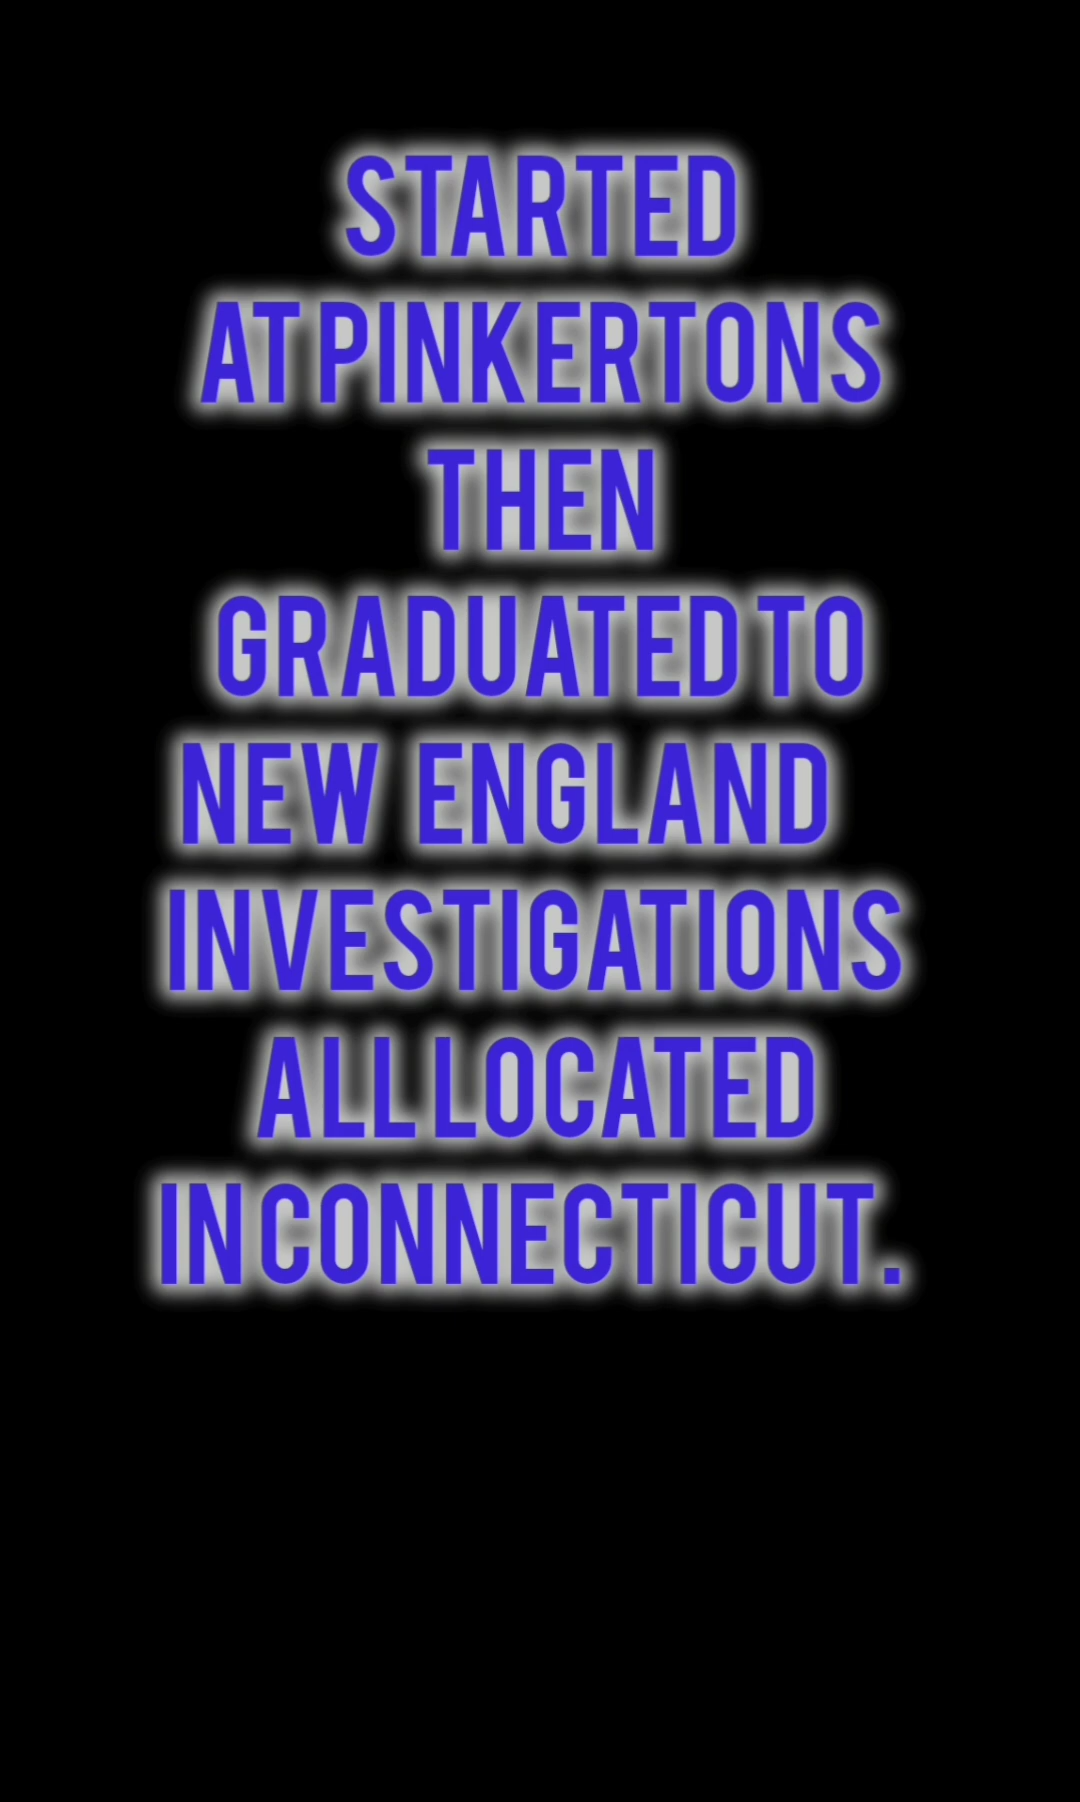 STARTED
AT PINKERTONS
THEN
GRADUATED TO
NEW ENGLAND
INVESTIGATIONS
ALL LOCATED
IN CONNECTICUT.